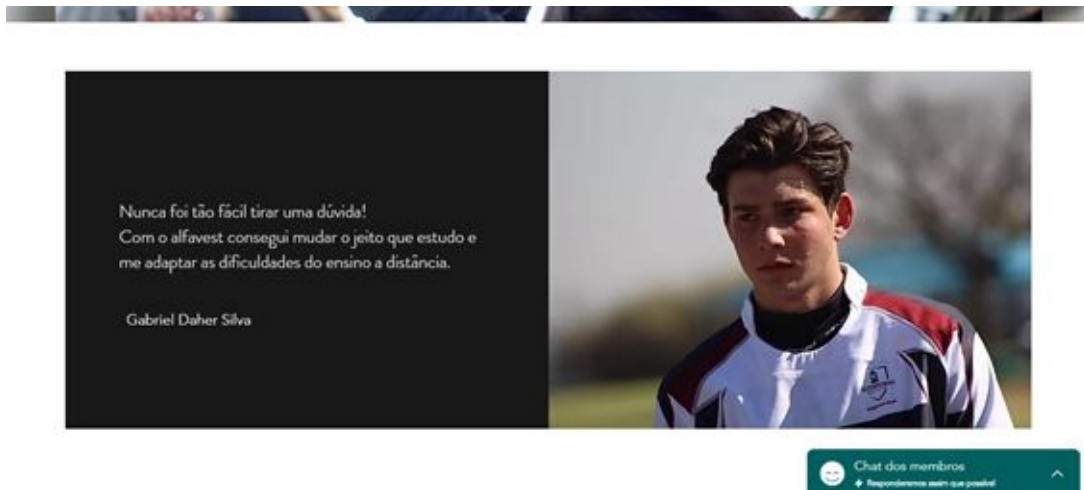 Nunca foi tão fácil tirar uma dúvida!
Com o alfavest consegui mudar o jeito que estudo e
me adaptar as dificuldades do ensino a distância.
Gabriel Daher Silva
Chat dos membros
Responderemos assim que possível